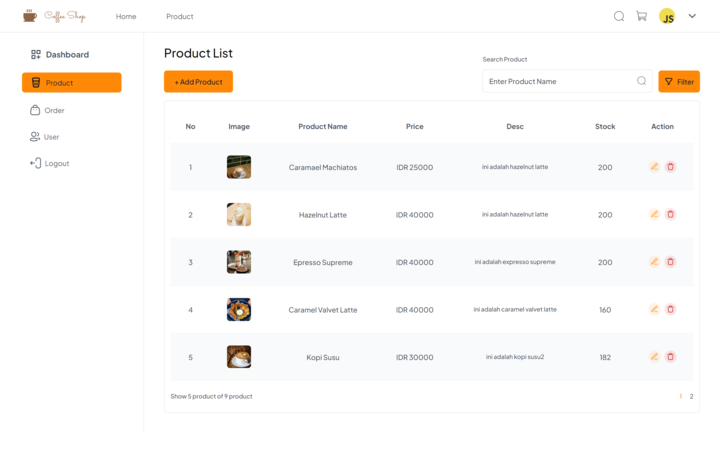 Coffee Shop
Home
Product
JS
Dashboard
Product
Order
User
Logout
Product List
+ Add Product
Search Product
Enter Product Name
Filter
No Image Product Name Price Desc Stock Action
1 Caramael Machiatos IDR 25000 ini adalah hazelnut latte 200
2 Hazelnut Latte IDR 40000 ini adalah hazelnut latte 200
3 Epresso Supreme IDR 40000 ini adalah expresso supreme 200
4 Caramel Valvet Latte IDR 40000 ini adalah caramel valvet latte 160
5 Kopi Susu IDR 30000 ini adalah kopi susu2 182
Show 5 product of 9 product
1 2